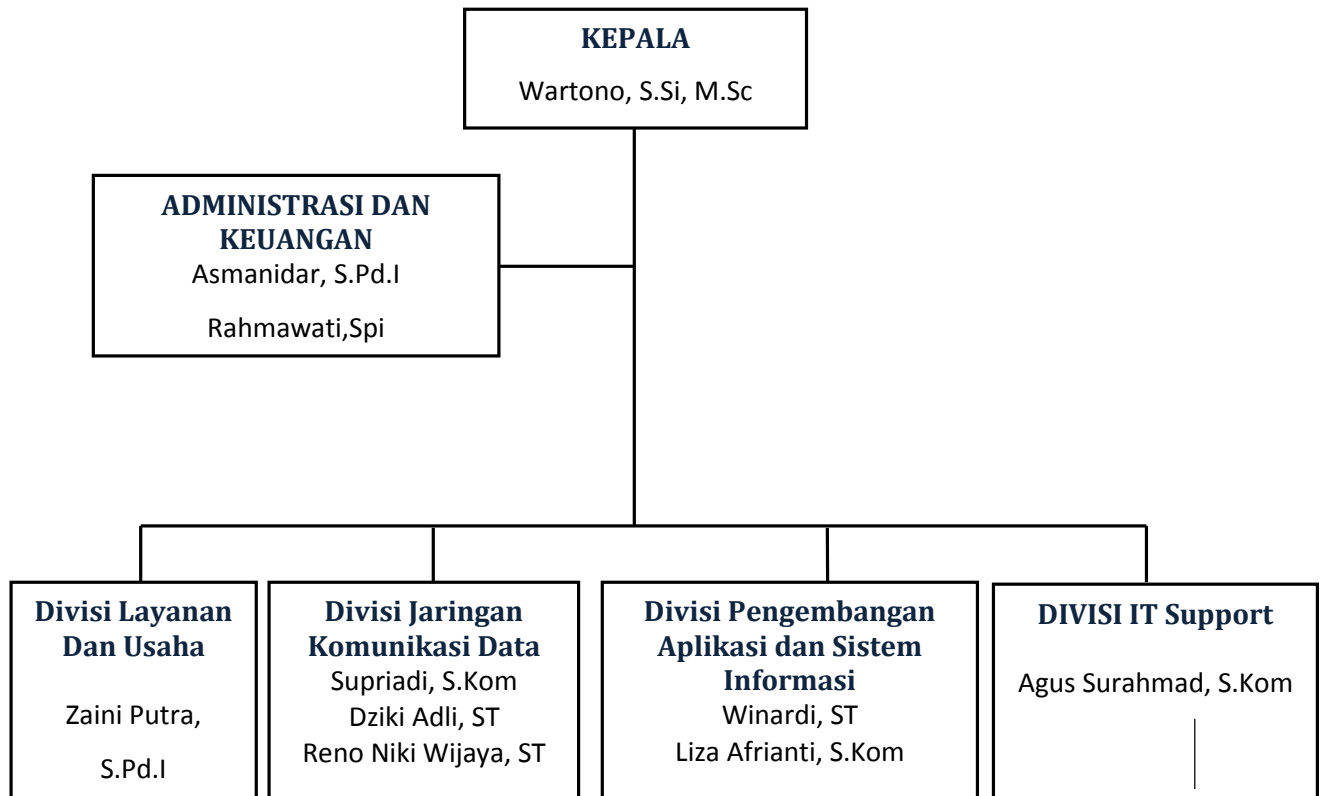 KEPALA
Wartono, S.Si, M.Sc
ADMINISTRASI DAN
KEUANGAN
Asmanidar, S.Pd.I
Rahmawati,Spi
Divisi Layanan
Dan Usaha
Zaini Putra,
S.Pd.I
Divisi Jaringan
Komunikasi Data
Supriadi, S.Kom
Dziki Adli, ST
Reno Niki Wijaya, ST
Divisi Pengembangan
Aplikasi dan Sistem
Informasi
Winardi, ST
Liza Afrianti, S.Kom
DIVISI IT Support
Agus Surahmad, S.Kom